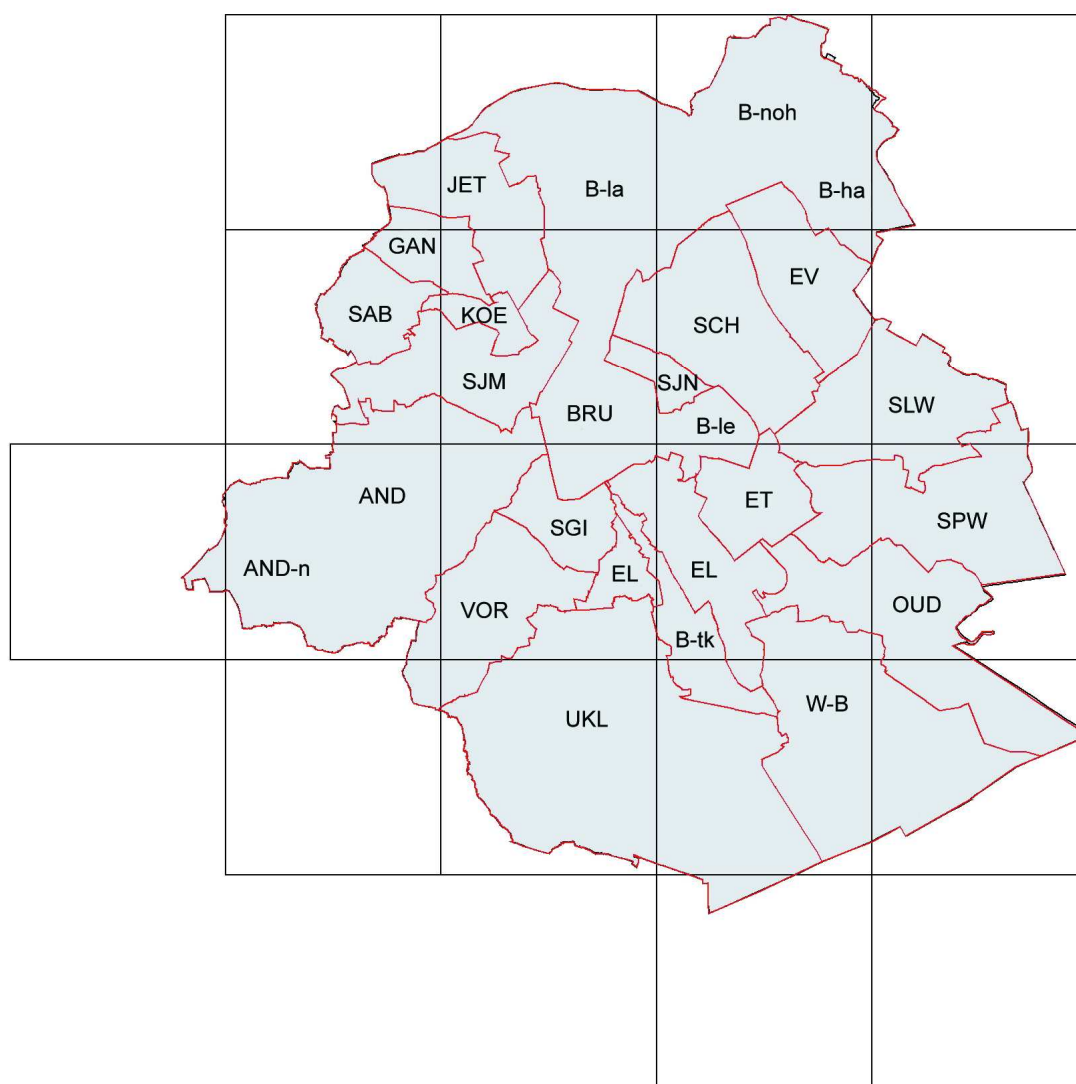 B-noh
JET
B-la
B-ha
GAN
EV
SAB
KOE
SCH
SJM
SJN
SLW
BRU
B-le
AND
ET
SPW
SGI
AND-n
EL
EL
VOR
OUD
B-tk
UKL
W-B